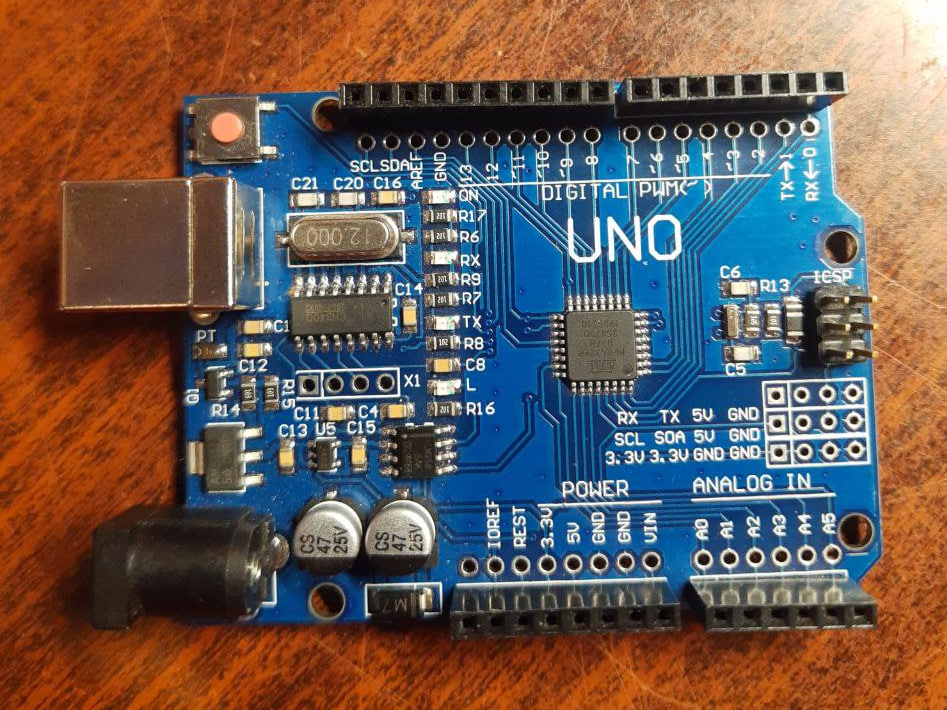 SCL SDA AREF GND 13 12 ~11 ~10 ~9 8 7 ~6 ~5 4 ~3 2 TX→1 RX←0
DIGITAL PWM(~)
UNO
C21 C20 C16
ON
R17
12.000
R6
RX
R9
C14
R7
TX
R8
C8
L
R16
C6 R13 ICSP
C5
PT
C12
R14
R15
X1
C11 C4
C13 U5 C15
RX TX 5V GND
SCL SOA 5V GND
3.3V 3.3V GND GND
POWER
ANALOG IN
IOREF REST 3.3V 5V GND GND VIN
A0 A1 A2 A3 A4 A5
CS
47
25V
CS
47
25V
M7